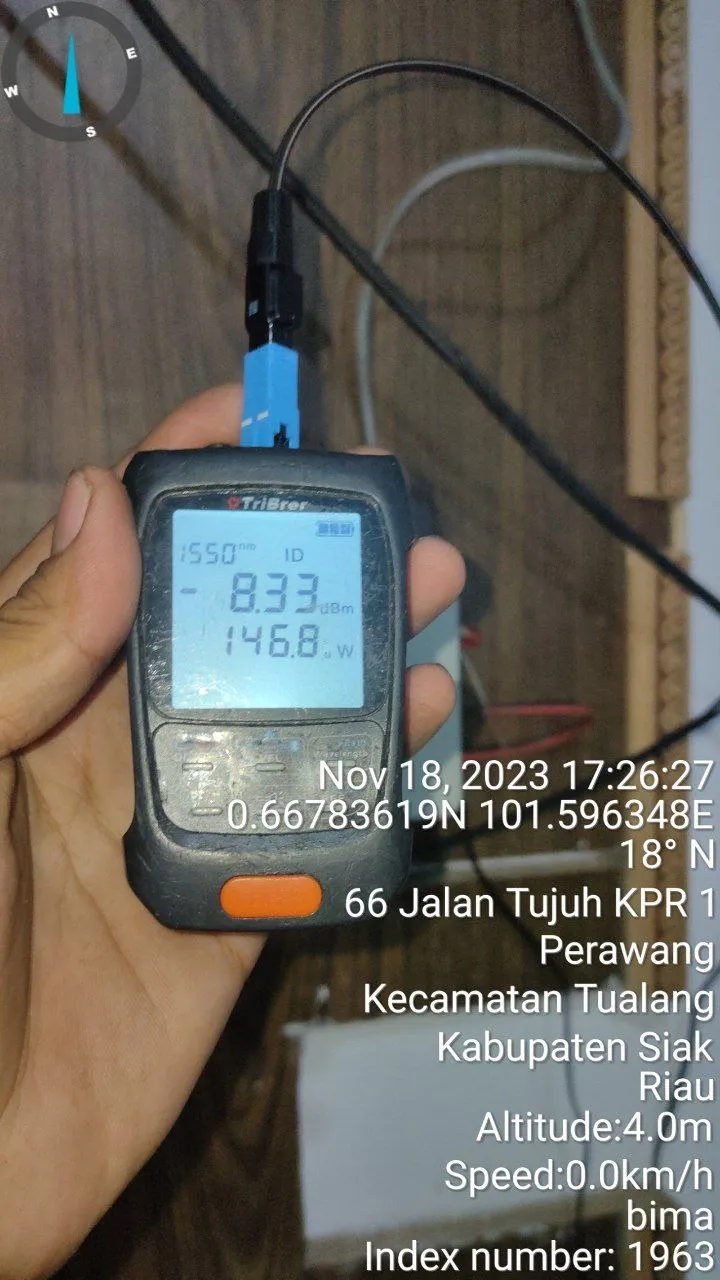 N
E
W
S
TriBrer
1550nm ID
- 8.33 dBm
146.8 uW
Wavelength
Nov 18, 2023 17:26:27
0.66783619N 101.596348E
18° N
66 Jalan Tujuh KPR 1
Perawang
Kecamatan Tualang
Kabupaten Siak
Riau
Altitude:4.0m
Speed:0.0km/h
bima
Index number: 1963